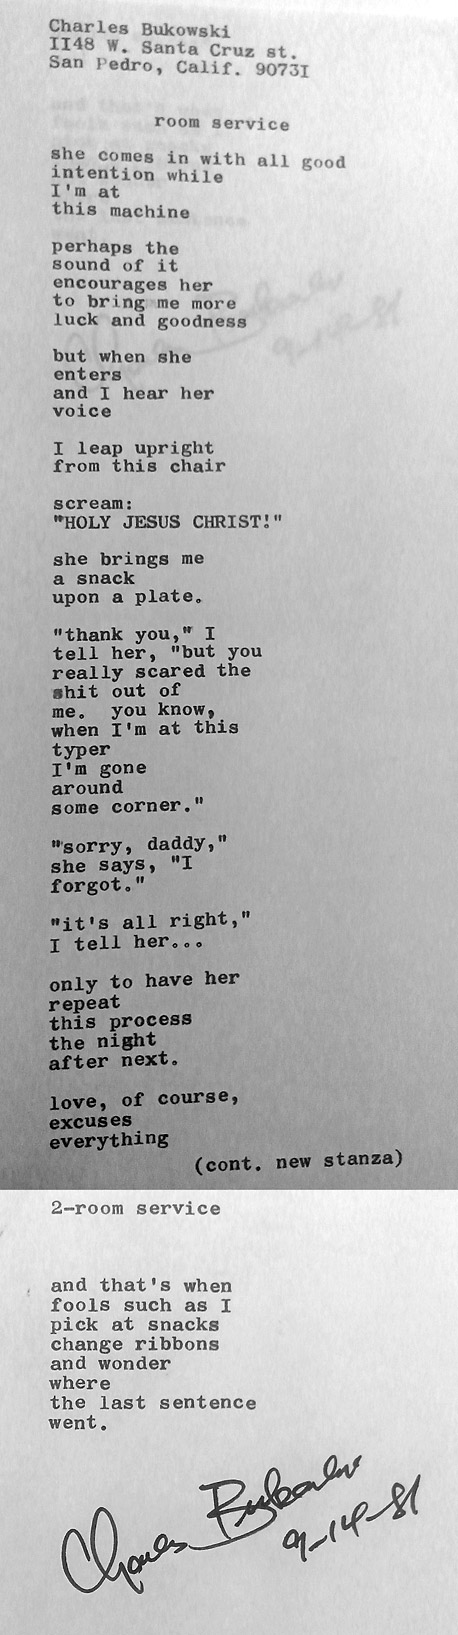 Charles Bukowski
II48 W. Santa Cruz st.
San Pedro, Calif. 9073I
room service
she comes in with all good
intention while
I'm at
this machine
perhaps the
sound of it
encourages her
to bring me more
luck and goodness
but when she
enters
and I hear her
voice
I leap upright
from this chair
scream:
"HOLY JESUS CHRIST!"
she brings me
a snack
upon a plate.
"thank you," I
tell her, "but you
really scared the
shit out of
me.  you know,
when I'm at this
typer
I'm gone
around
some corner."
"sorry, daddy,"
she says, "I
forgot."
"it's all right,"
I tell her...
only to have her
repeat
this process
the night
after next.
love, of course,
excuses
everything
(cont. new stanza)
2-room service
and that's when
fools such as I
pick at snacks
change ribbons
and wonder
where
the last sentence
went.
Charles Bukowski
9-14-81